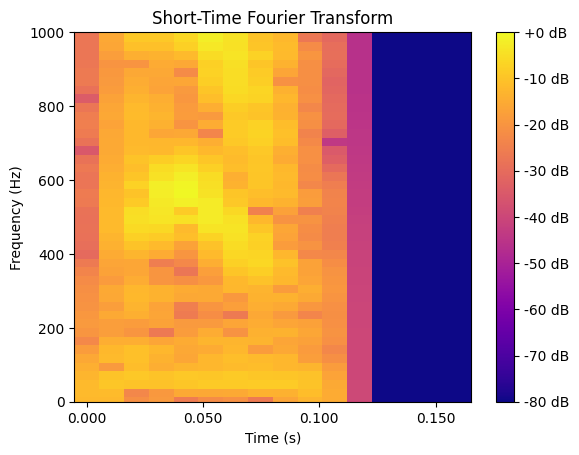 Short-Time Fourier Transform
Frequency (Hz)
1000
800
600
400
200
0
0.000
0.050
0.100
0.150
Time (s)
+0 dB
-10 dB
-20 dB
-30 dB
-40 dB
-50 dB
-60 dB
-70 dB
-80 dB